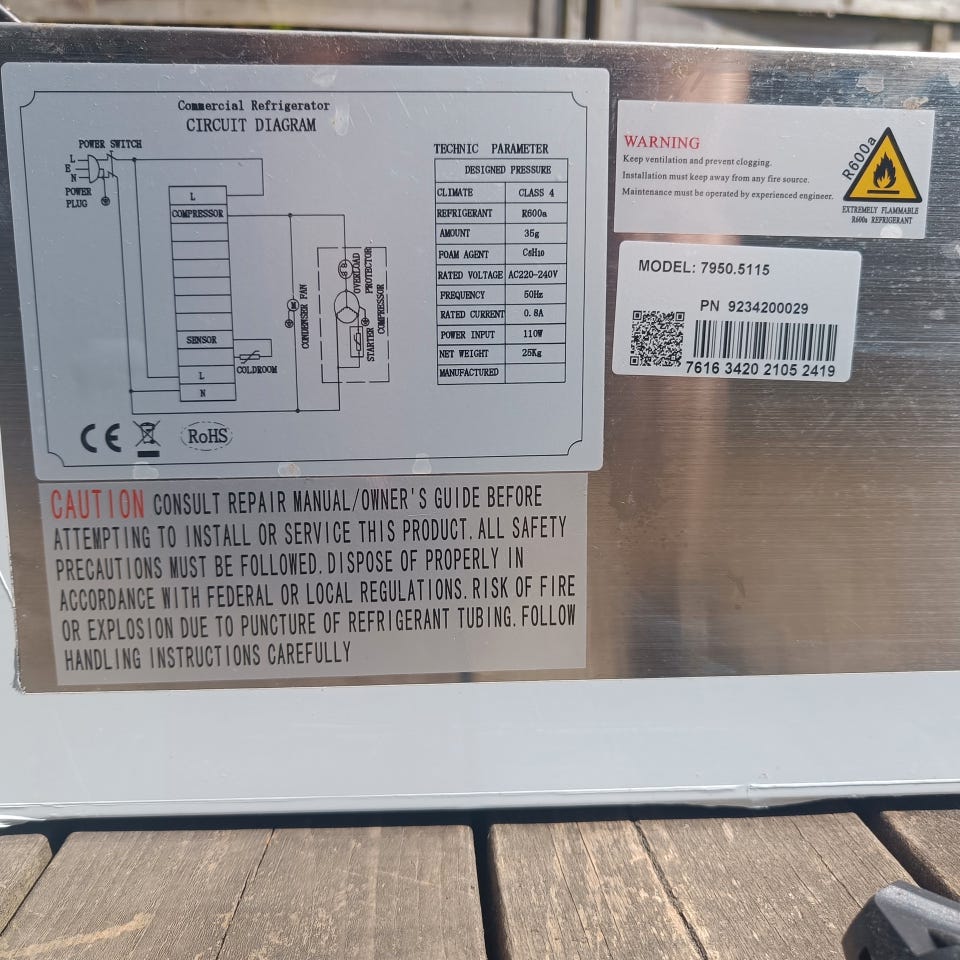 Commercial Refrigerator
CIRCUIT DIAGRAM
POWER SWITCH
L
E
N
POWER
PLUG
L
COMPRESSOR
SENSOR
L
N
COLDROOM
M
CONDENSER FAN
OVERLOAD
PROTECTOR
STARTER
COMPRESSOR
TECHNIC PARAMETER
DESIGNED PRESSURE
CLIMATE CLASS 4
REFRIGERANT R600a
AMOUNT 35g
FOAM AGENT C5H10
RATED VOLTAGE AC220-240V
FREQUENCY 50Hz
RATED CURRENT 0.8A
POWER INPUT 110W
NET WEIGHT 25Kg
MANUFACTURED
CE
RoHS
WARNING
Keep ventilation and prevent clogging.
Installation must keep away from any fire source.
Maintenance must be operated by experienced engineer.
R600a
EXTREMELY FLAMMABLE
R600a REFRIGERANT
MODEL: 7950.5115
PN 9234200029
7616 3420 2105 2419
CAUTION CONSULT REPAIR MANUAL/OWNER'S GUIDE BEFORE
ATTEMPTING TO INSTALL OR SERVICE THIS PRODUCT. ALL SAFETY
PRECAUTIONS MUST BE FOLLOWED. DISPOSE OF PROPERLY IN
ACCORDANCE WITH FEDERAL OR LOCAL REGULATIONS. RISK OF FIRE
OR EXPLOSION DUE TO PUNCTURE OF REFRIGERANT TUBING. FOLLOW
HANDLING INSTRUCTIONS CAREFULLY